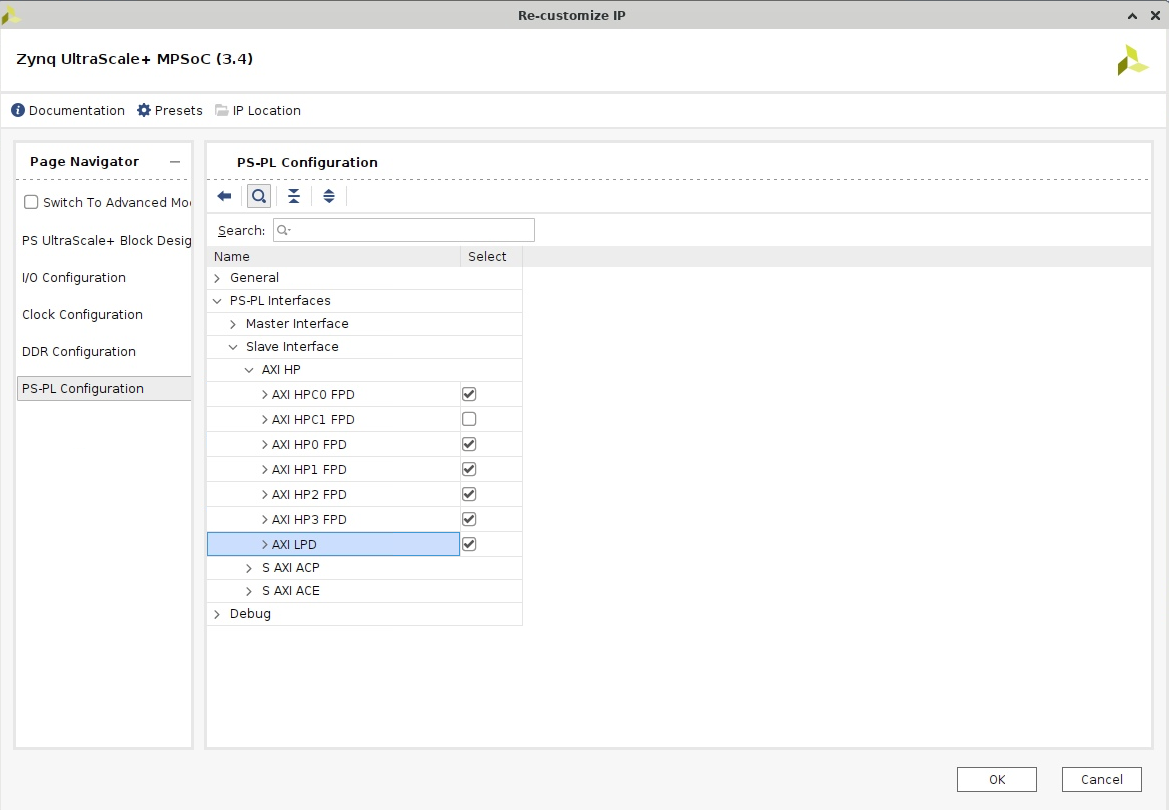 Re-customize IP
Zynq UltraScale+ MPSoC (3.4)
Documentation Presets IP Location
Page Navigator
Switch To Advanced Mo
PS UltraScale+ Block Desig
I/O Configuration
Clock Configuration
DDR Configuration
PS-PL Configuration
PS-PL Configuration
Search:
Name Select
General
PS-PL Interfaces
Master Interface
Slave Interface
AXI HP
AXI HPC0 FPD
AXI HPC1 FPD
AXI HP0 FPD
AXI HP1 FPD
AXI HP2 FPD
AXI HP3 FPD
AXI LPD
S AXI ACP
S AXI ACE
Debug
OK Cancel